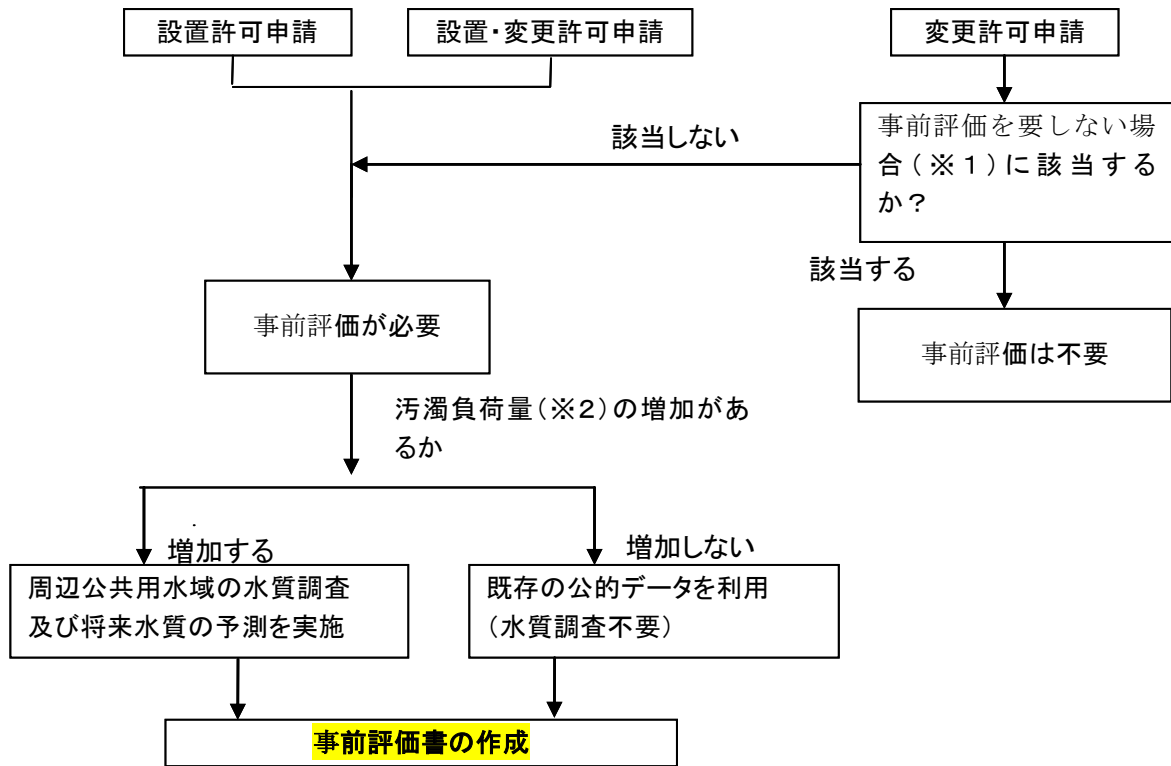 設置許可申請
設置・変更許可申請
変更許可申請
事前評価を要しない場
合(※1)に該当する
か?
該当しない
該当する
事前評価が必要
事前評価は不要
汚濁負荷量(※2)の増加があ
るか
増加する
増加しない
周辺公共用水域の水質調査
及び将来水質の予測を実施
既存の公的データを利用
(水質調査不要)
事前評価書の作成